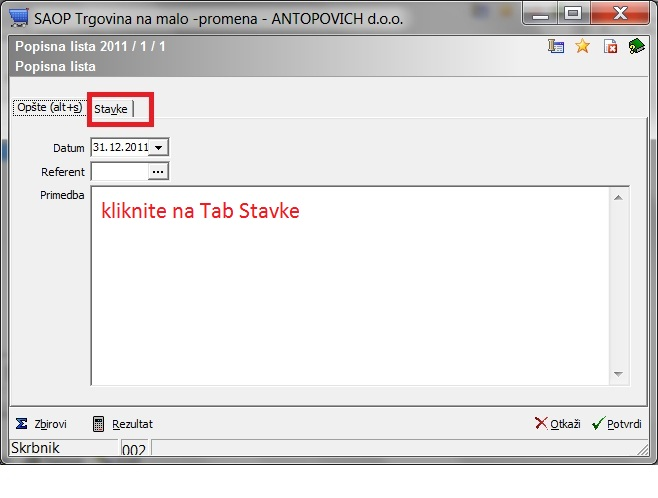 SAOP Trgovina na malo -promena - ANTOPOVICH d.o.o.
Popisna lista 2011 / 1 / 1
Popisna lista
Opšte (alt+s)
Stavke
Datum 31.12.2011
Referent ...
Primedba
kliknite na Tab Stavke
Σ Zbirovi Rezultat Otkaži Potvrdi
Skrbnik 002